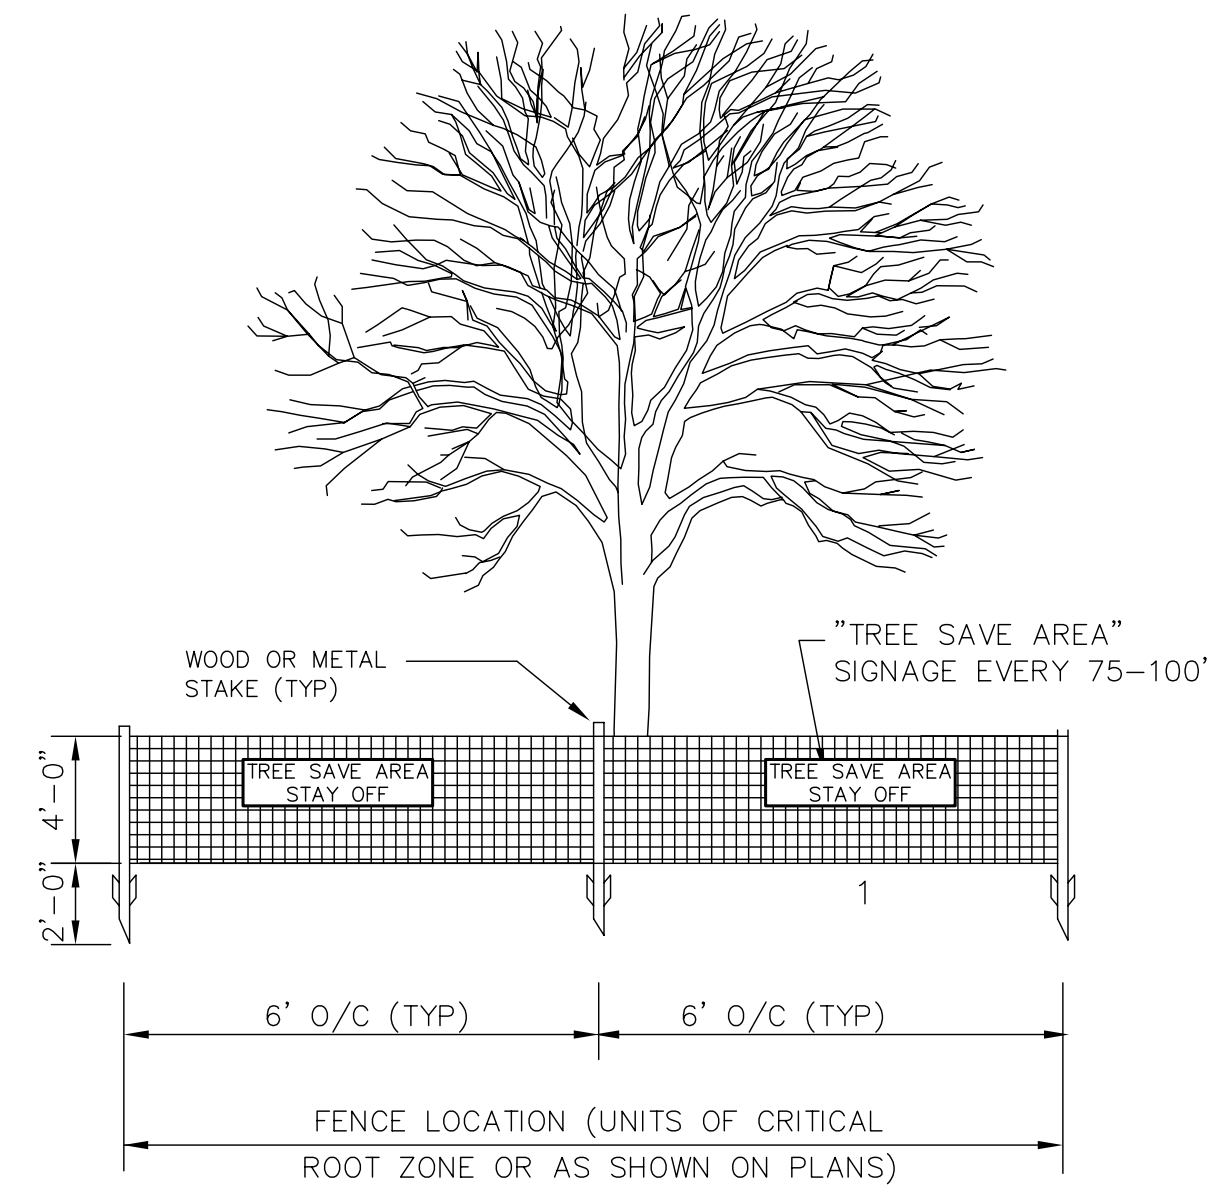 ”TREE SAVE AREA”
SIGNAGE EVERY 75–100’
WOOD OR METAL
STAKE (TYP)
4’–0”
2’–0”
TREE SAVE AREA
STAY OFF
TREE SAVE AREA
STAY OFF
1
6’ O/C (TYP)
6’ O/C (TYP)
FENCE LOCATION (UNITS OF CRITICAL
ROOT ZONE OR AS SHOWN ON PLANS)